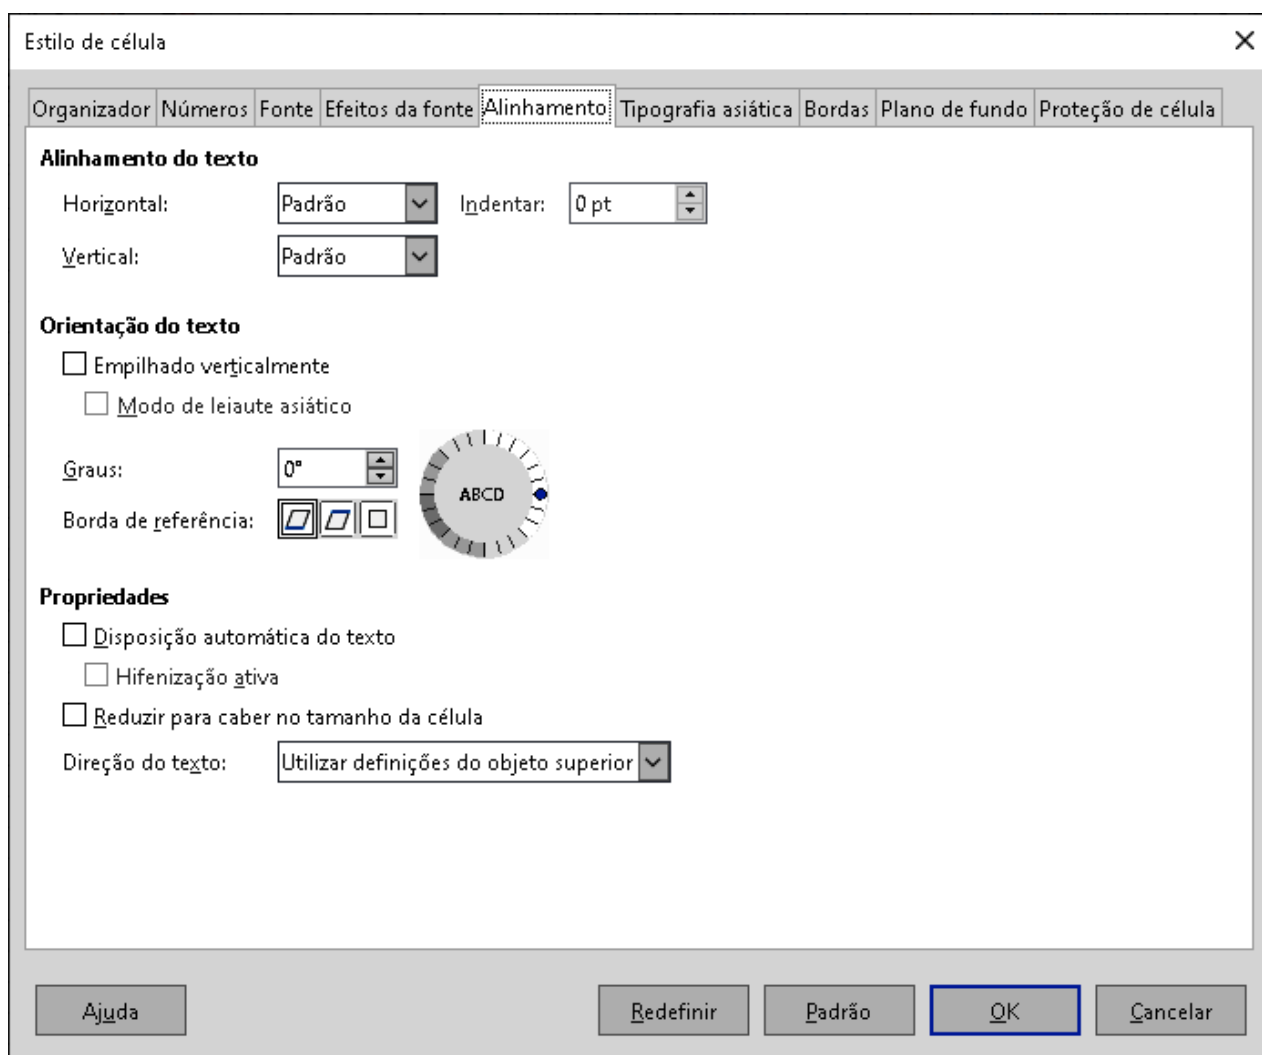 Estilo de célula
Organizador Números Fonte Efeitos da fonte Alinhamento Tipografia asiática Bordas Plano de fundo Proteção de célula
Alinhamento do texto
Horizontal: Padrão Indentar: 0 pt
Vertical: Padrão
Orientação do texto
Empilhado verticalmente
Modo de leiaute asiático
Graus: 0° ABCD
Borda de referência:
Propriedades
Disposição automática do texto
Hifenização ativa
Reduzir para caber no tamanho da célula
Direção do texto: Utilizar definições do objeto superior
Ajuda Redefinir Padrão OK Cancelar